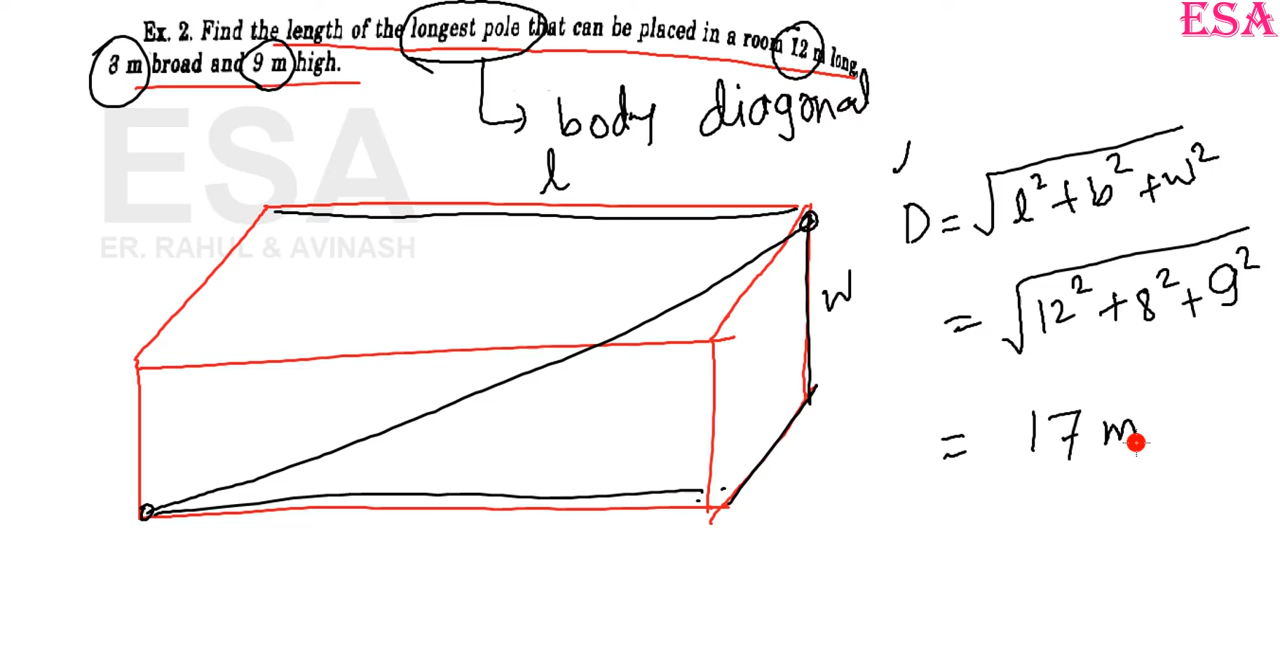 ESA
Ex. 2. Find the length of the longest pole that can be placed in a room 12 m long
8 m broad and 9 m high.
ESA
ER. RAHUL & AVINASH
body diagonal
l
w
D = √l² + b² + w²
= √12² + 8² + 9²
= 17 m